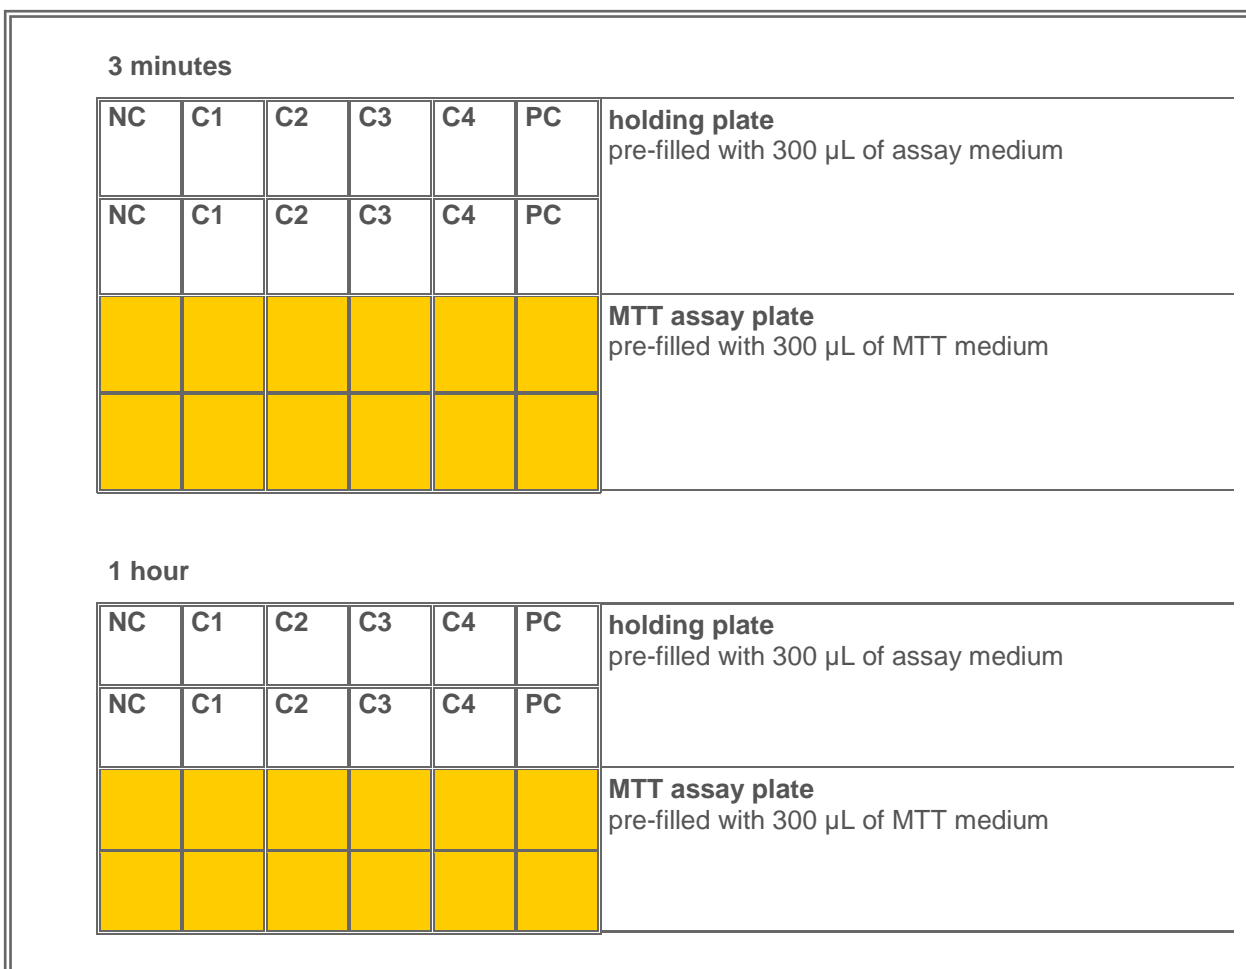 3 minutes
NC C1 C2 C3 C4 PC holding plate
pre-filled with 300 µL of assay medium
NC C1 C2 C3 C4 PC
MTT assay plate
pre-filled with 300 µL of MTT medium
1 hour
NC C1 C2 C3 C4 PC holding plate
pre-filled with 300 µL of assay medium
NC C1 C2 C3 C4 PC
MTT assay plate
pre-filled with 300 µL of MTT medium